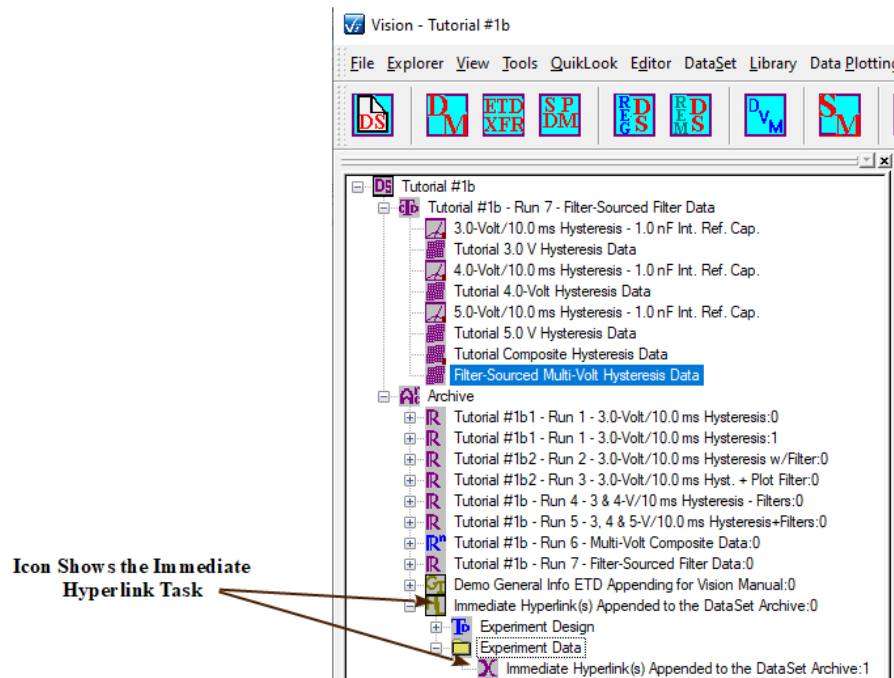 Vision - Tutorial #1b
File Explorer View Tools QuikLook Editor DataSet Library Data Plotting
DS DM ETD XFR SP DM REG DS REM DS DVM SM
DS Tutorial #1b
CTD Tutorial #1b - Run 7 - Filter-Sourced Filter Data
3.0-Volt/10.0 ms Hysteresis - 1.0 nF Int. Ref. Cap.
Tutorial 3.0 V Hysteresis Data
4.0-Volt/10.0 ms Hysteresis - 1.0 nF Int. Ref. Cap.
Tutorial 4.0-Volt Hysteresis Data
5.0-Volt/10.0 ms Hysteresis - 1.0 nF Int. Ref. Cap.
Tutorial 5.0 V Hysteresis Data
Tutorial Composite Hysteresis Data
Filter-Sourced Multi-Volt Hysteresis Data
Archive
R Tutorial #1b1 - Run 1 - 3.0-Volt/10.0 ms Hysteresis:0
R Tutorial #1b1 - Run 1 - 3.0-Volt/10.0 ms Hysteresis:1
R Tutorial #1b2 - Run 2 - 3.0-Volt/10.0 ms Hysteresis w/Filter:0
R Tutorial #1b2 - Run 3 - 3.0-Volt/10.0 ms Hyst. + Plot Filter:0
R Tutorial #1b - Run 4 - 3 & 4-V/10 ms Hysteresis - Filters:0
R Tutorial #1b - Run 5 - 3, 4 & 5-V/10.0 ms Hysteresis+Filters:0
Rn Tutorial #1b - Run 6 - Multi-Volt Composite Data:0
R Tutorial #1b - Run 7 - Filter-Sourced Filter Data:0
Demo General Info ETD Appending for Vision Manual:0
Immediate Hyperlink(s) Appended to the DataSet Archive:0
TD Experiment Design
Experiment Data
Immediate Hyperlink(s) Appended to the DataSet Archive:1
Icon Shows the Immediate
Hyperlink Task